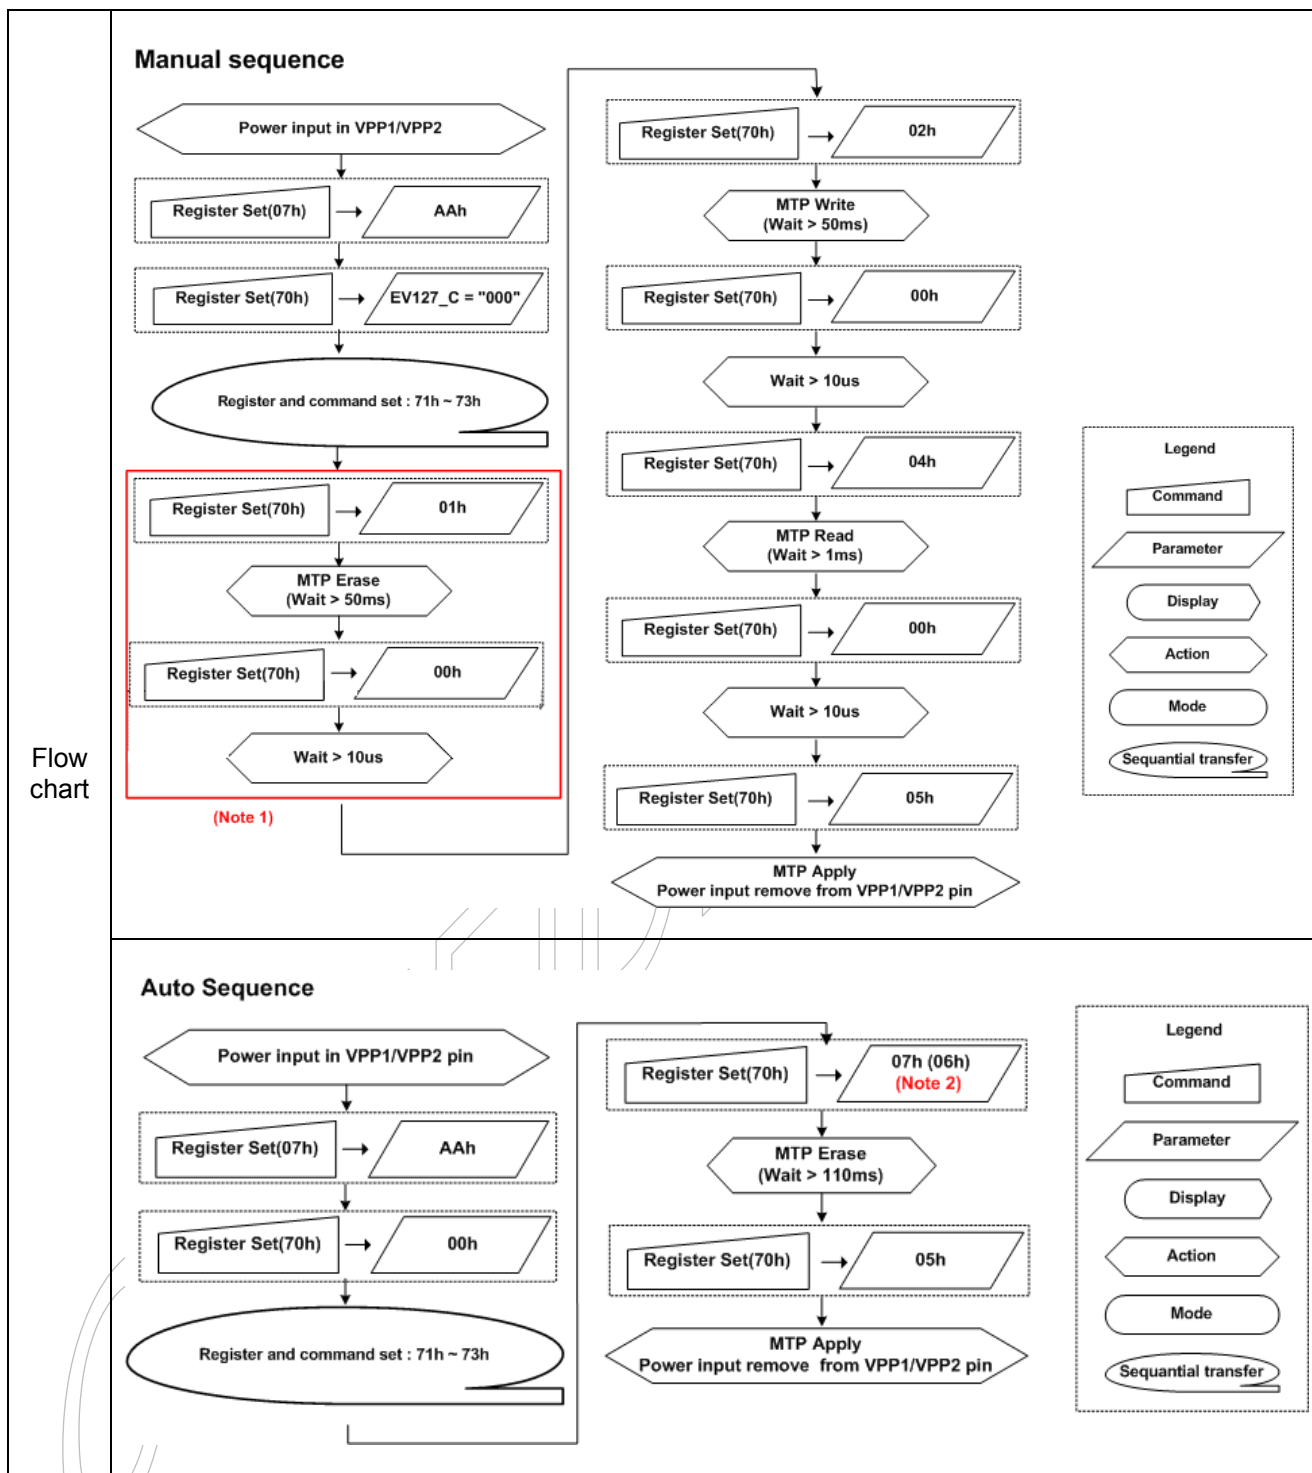 Flow
chart
Manual sequence
Power input in VPP1/VPP2
Register Set(07h)
AAh
Register Set(70h)
EV127_C = "000"
Register and command set : 71h ~ 73h
Register Set(70h)
01h
MTP Erase
(Wait > 50ms)
Register Set(70h)
00h
Wait > 10us
(Note 1)
Register Set(70h)
02h
MTP Write
(Wait > 50ms)
Register Set(70h)
00h
Wait > 10us
Register Set(70h)
04h
MTP Read
(Wait > 1ms)
Register Set(70h)
00h
Wait > 10us
Register Set(70h)
05h
MTP Apply
Power input remove from VPP1/VPP2 pin
Legend
Command
Parameter
Display
Action
Mode
Sequantial transfer
Auto Sequence
Power input in VPP1/VPP2 pin
Register Set(07h)
AAh
Register Set(70h)
00h
Register and command set : 71h ~ 73h
Register Set(70h)
07h (06h)
(Note 2)
MTP Erase
(Wait > 110ms)
Register Set(70h)
05h
MTP Apply
Power input remove from VPP1/VPP2 pin
Legend
Command
Parameter
Display
Action
Mode
Sequantial transfer